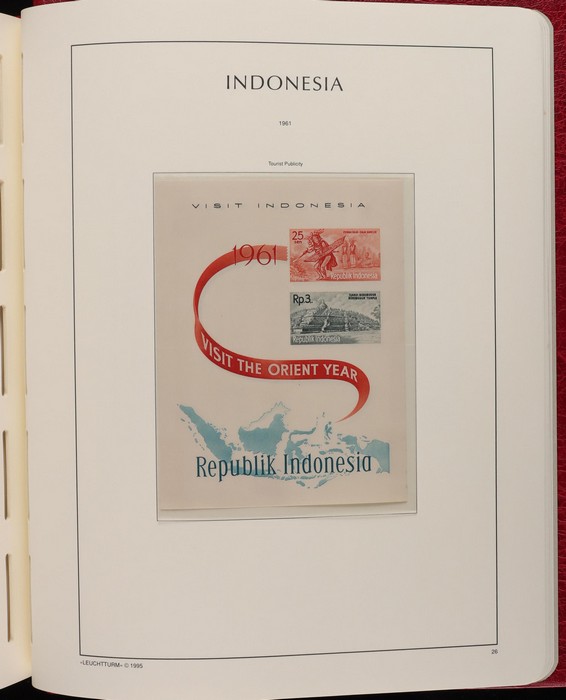 INDONESIA
1961
Tourist Publicity
VISIT INDONESIA
1961
25
SEN
Republik Indonesia
Rp3.
Republik Indonesia
VISIT THE ORIENT YEAR
Republik Indonesia
»LEUCHTTURM« © 1995
26